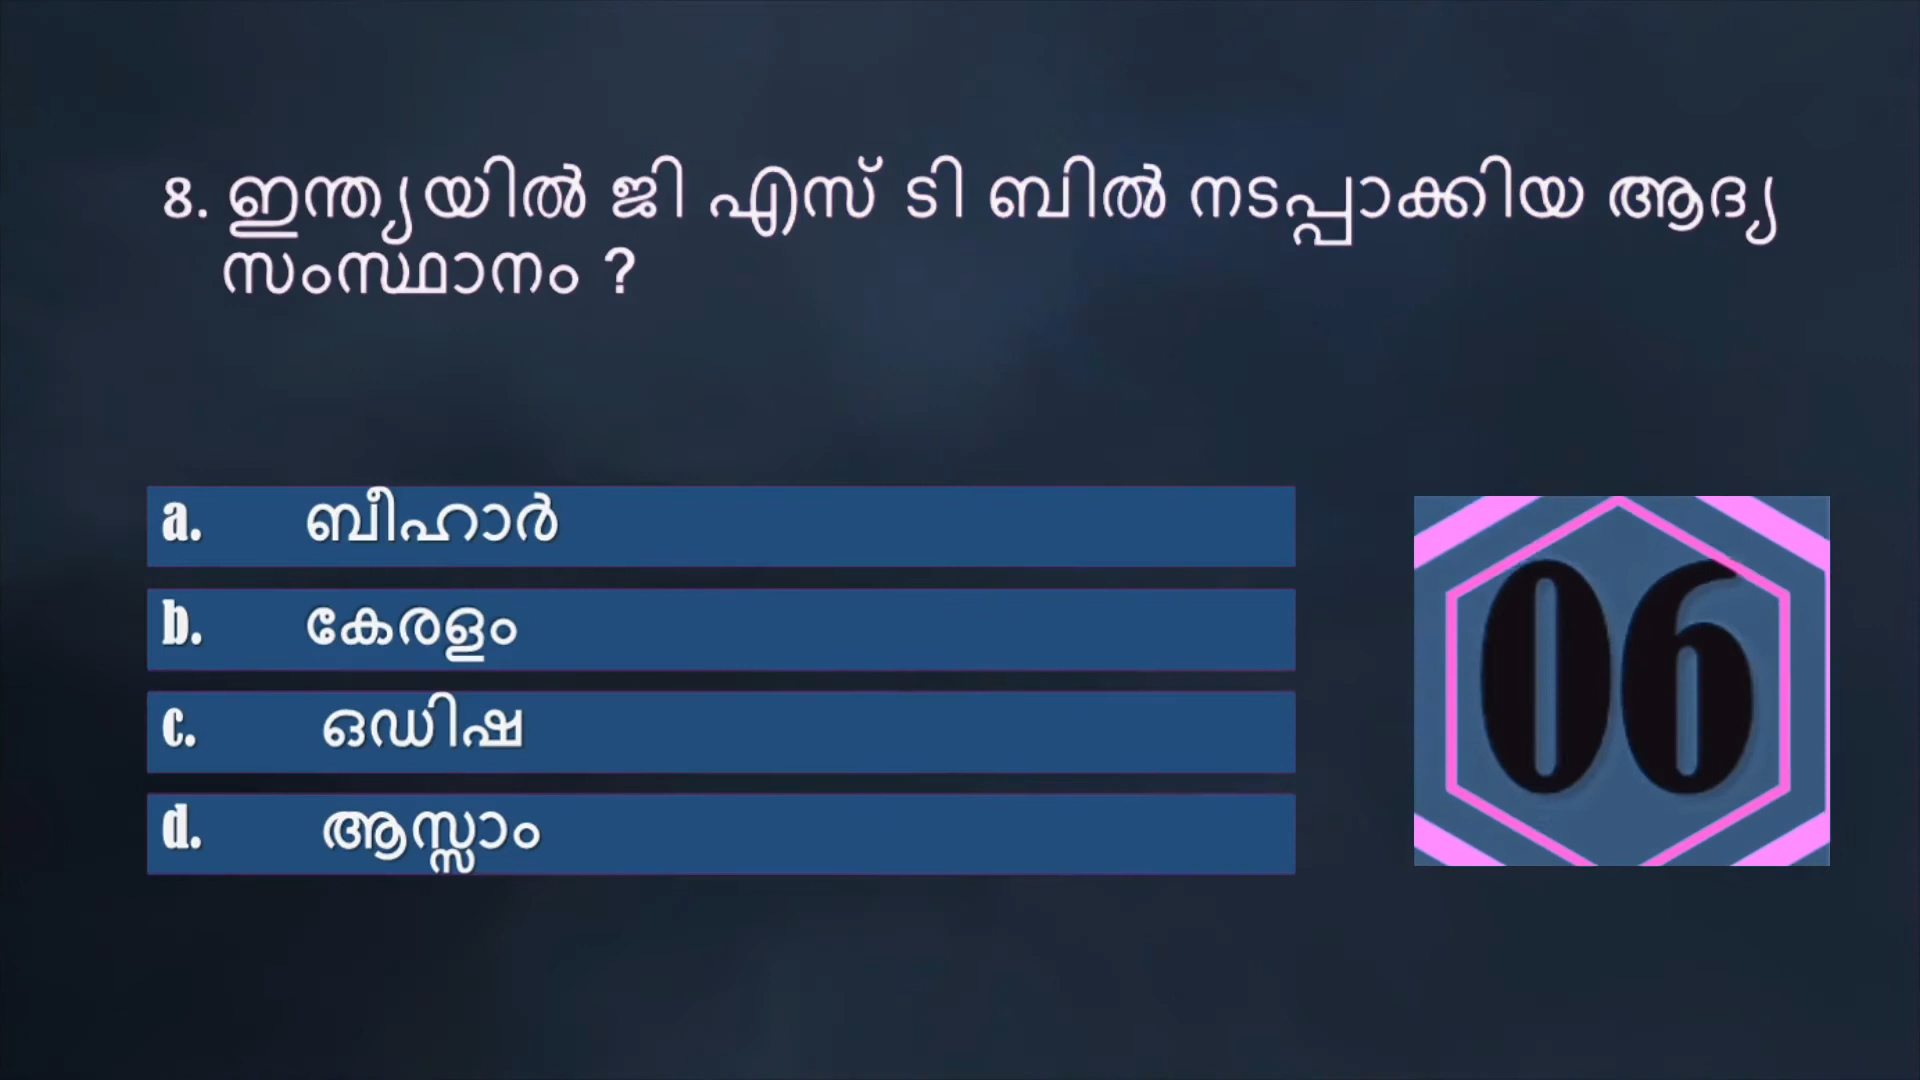 8. ഇന്ത്യയിൽ ജി എസ് ടി ബിൽ നടപ്പാക്കിയ ആദ്യ
സംസ്ഥാനം ?
a. ബീഹാർ
b. കേരളം
c. ഒഡിഷ
d. ആസ്സാം
06